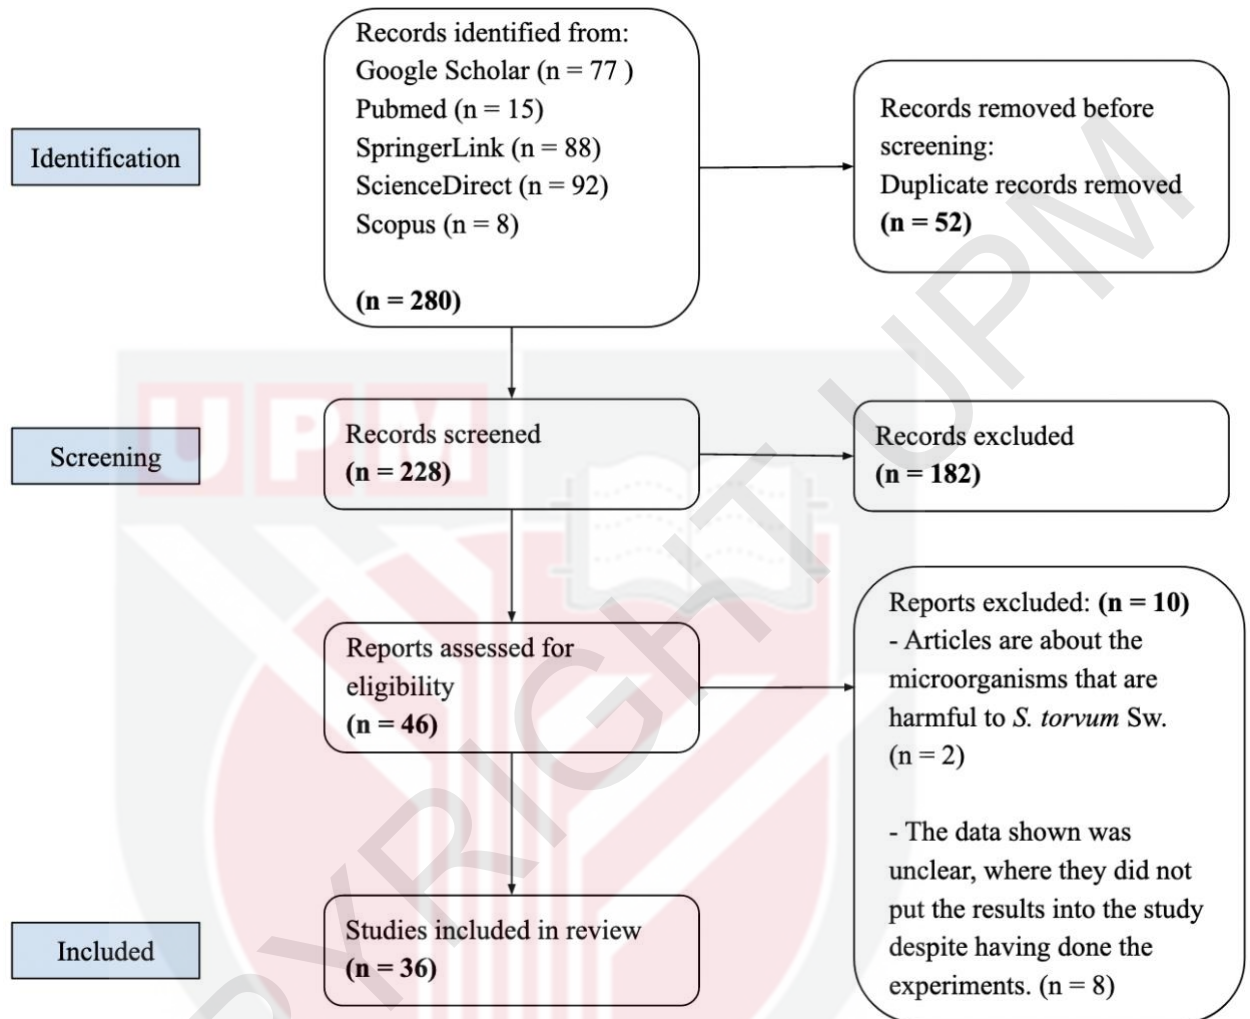 Identification
Records identified from:
Google Scholar (n = 77 )
Pubmed (n = 15)
SpringerLink (n = 88)
ScienceDirect (n = 92)
Scopus (n = 8)
(n = 280)
Records removed before
screening:
Duplicate records removed
(n = 52)
Screening
Records screened
(n = 228)
Records excluded
(n = 182)
Reports assessed for
eligibility
(n = 46)
Reports excluded: (n = 10)
- Articles are about the
microorganisms that are
harmful to S. torvum Sw.
(n = 2)
- The data shown was
unclear, where they did not
put the results into the study
despite having done the
experiments. (n = 8)
Included
Studies included in review
(n = 36)
UPM
PYRIGHT UPM